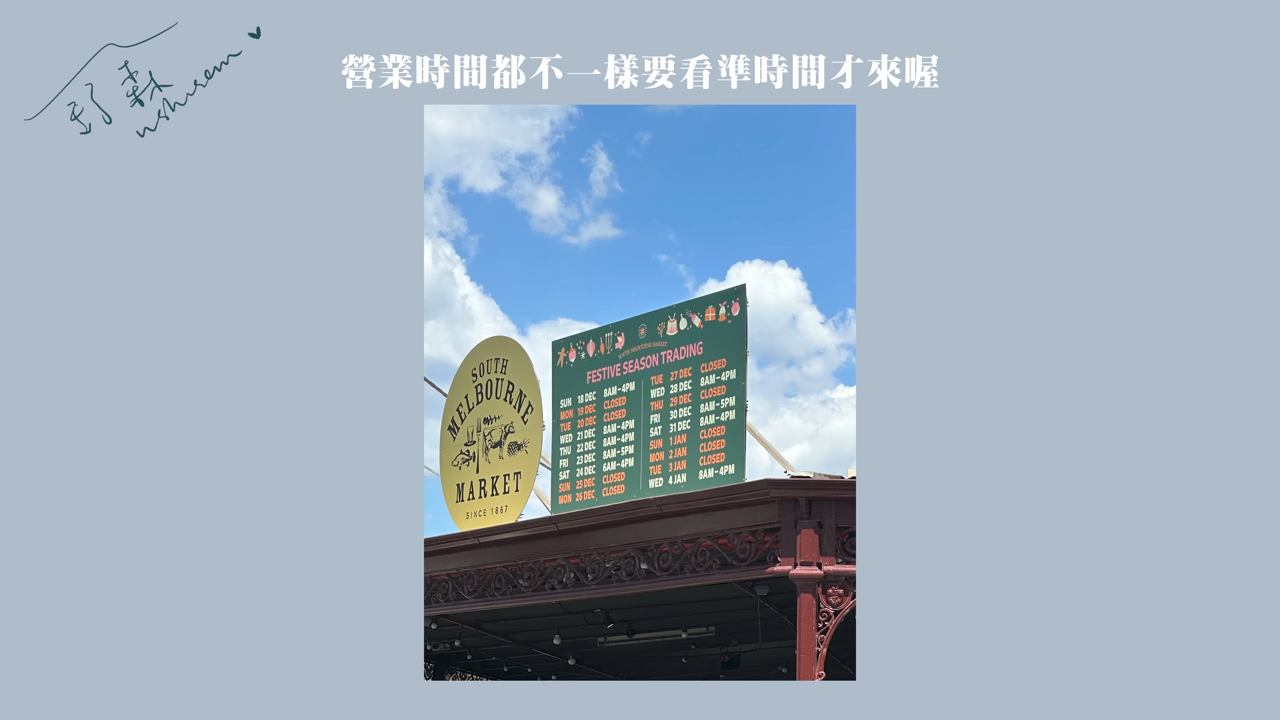 到森
營業時間都不一樣要看準時間才來喔
SOUTH
MELBOURNE
MARKET
SINCE 1867
SOUTH MELBOURNE MARKET
FESTIVE SEASON TRADING
SUN 18 DEC 8AM-4PM
MON 19 DEC CLOSED
TUE 20 DEC CLOSED
WED 21 DEC 8AM-4PM
THU 22 DEC 8AM-4PM
FRI 23 DEC 8AM-5PM
SAT 24 DEC 6AM-4PM
SUN 25 DEC CLOSED
MON 26 DEC CLOSED
TUE 27 DEC CLOSED
WED 28 DEC 8AM-4PM
THU 29 DEC CLOSED
FRI 30 DEC 8AM-5PM
SAT 31 DEC 8AM-4PM
SUN 1 JAN CLOSED
MON 2 JAN CLOSED
TUE 3 JAN CLOSED
WED 4 JAN 8AM-4PM